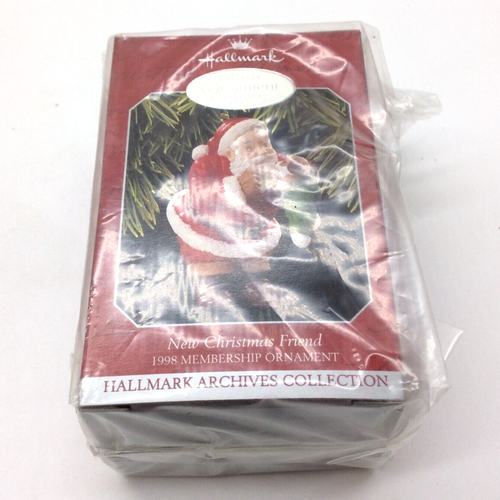 Hallmark
New Christmas Friend
1998 MEMBERSHIP ORNAMENT
HALLMARK ARCHIVES COLLECTION